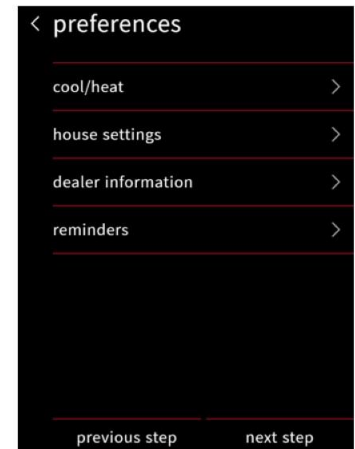 preferences
cool/heat
house settings
dealer information
reminders
previous step next step